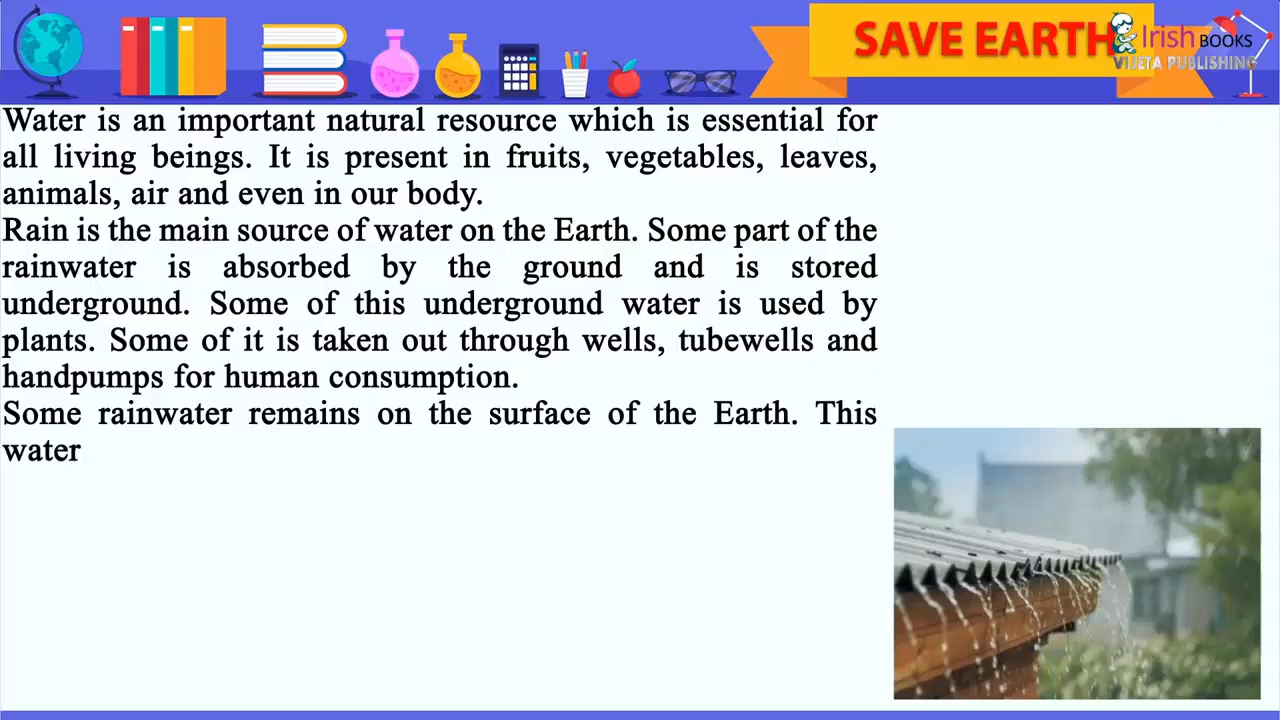 SAVE EARTH
Irish BOOKS
VIJETA PUBLISHING
Water is an important natural resource which is essential for
all living beings. It is present in fruits, vegetables, leaves,
animals, air and even in our body.
Rain is the main source of water on the Earth. Some part of the
rainwater is absorbed by the ground and is stored
underground. Some of this underground water is used by
plants. Some of it is taken out through wells, tubewells and
handpumps for human consumption.
Some rainwater remains on the surface of the Earth. This
water